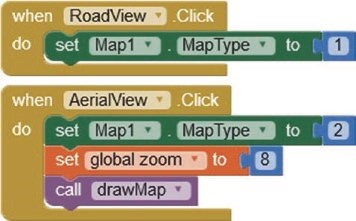 when RoadView .Click
do set Map1 . MapType to 1
when AerialView .Click
do set Map1 . MapType to 2
set global zoom to 8
call drawMap